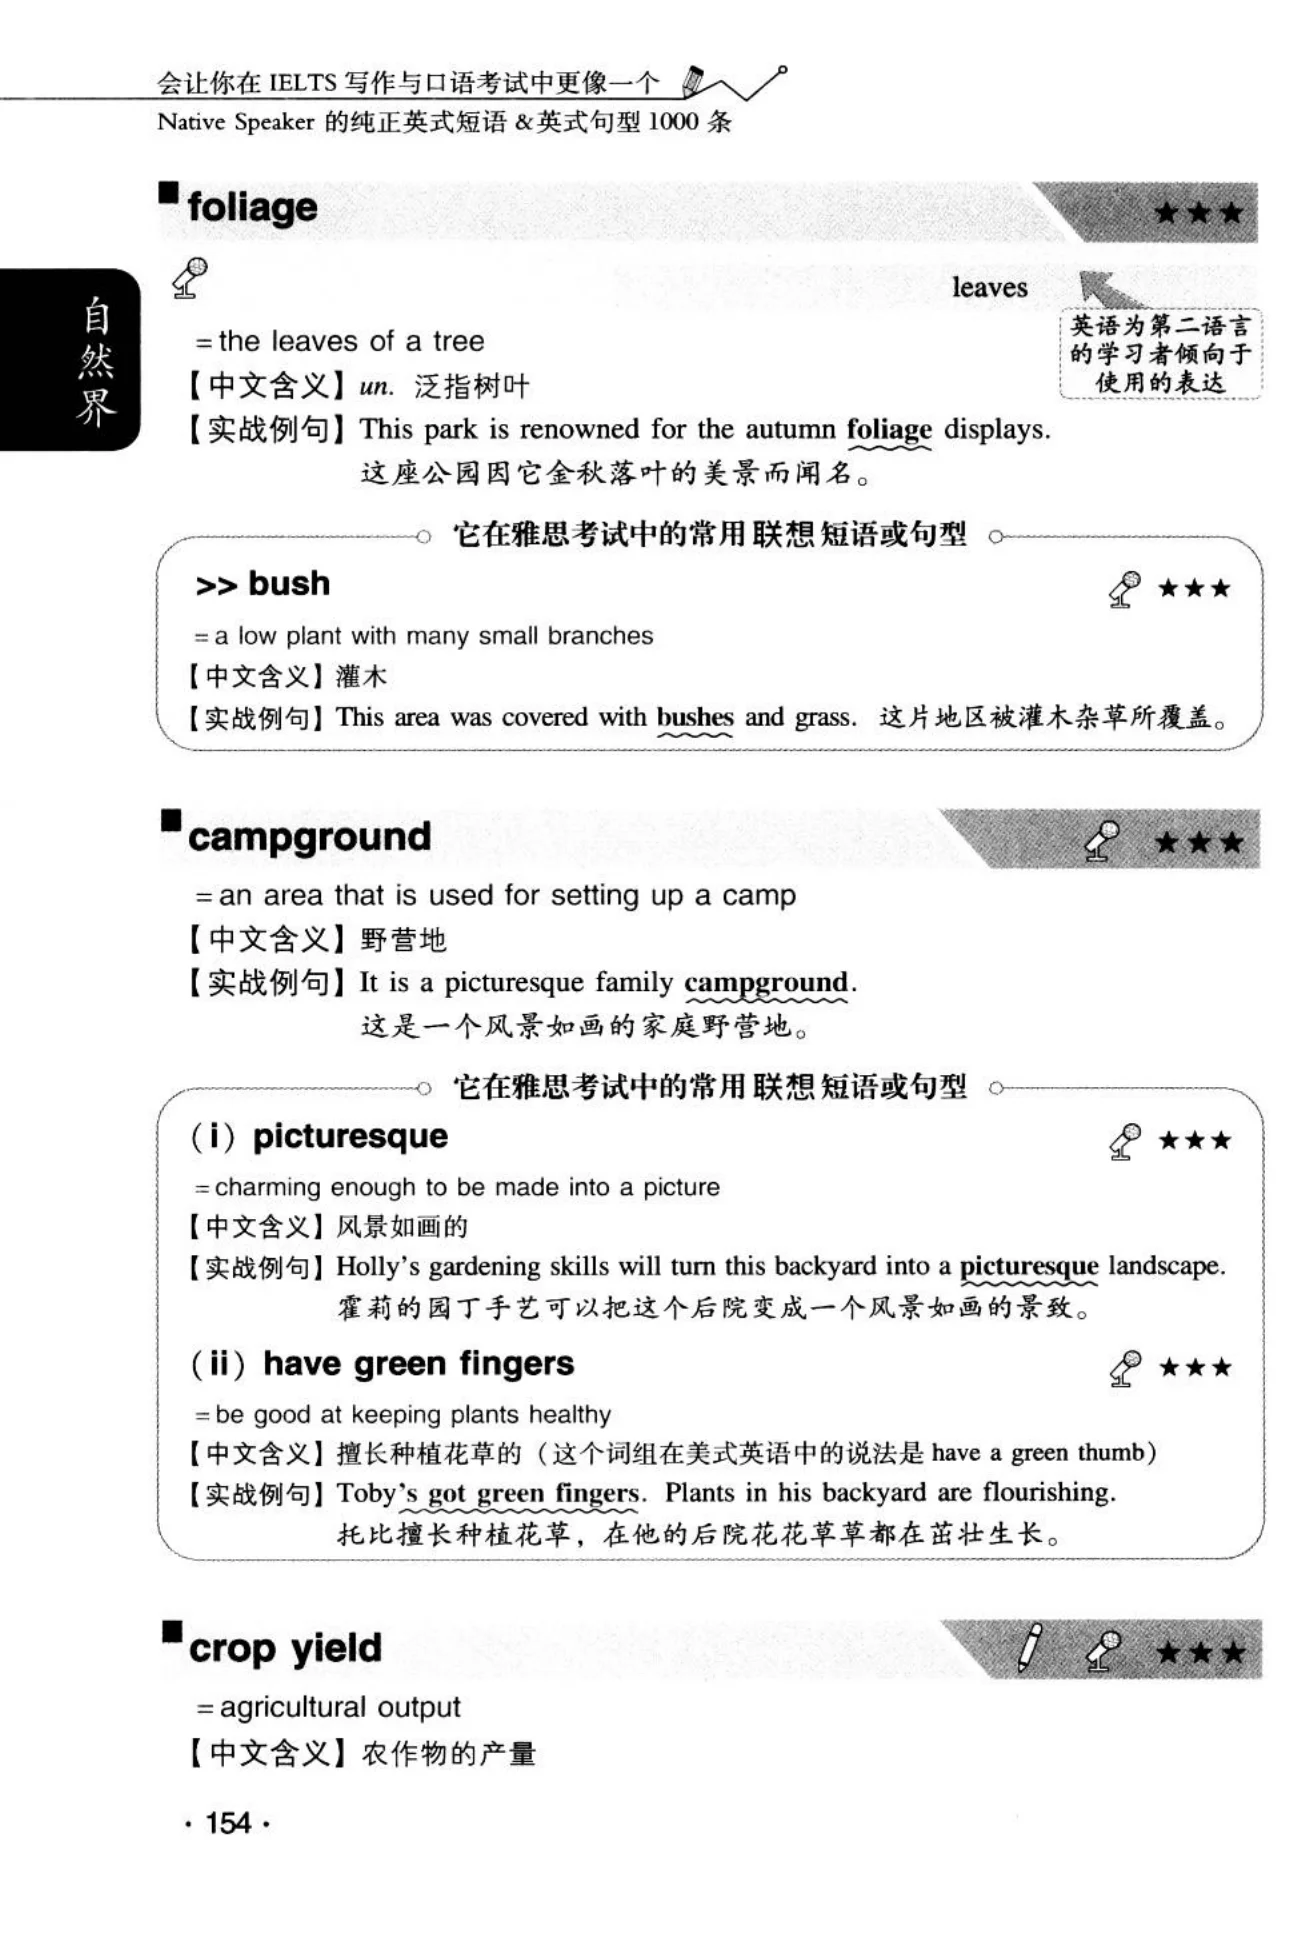 会让你在 IELTS 写作与口语考试中更像一个
Native Speaker 的纯正英式短语 &英式句型 1000 条
■foliage ★★★
leaves
英语为第二语言
的学习者倾向于
使用的表达
自然界
=the leaves of a tree
【中文含义】un. 泛指树叶
【实战例句】This park is renowned for the autumn foliage displays.
这座公园因它金秋落叶的美景而闻名。
它在雅思考试中的常用联想短语或句型
>> bush ★★★
=a low plant with many small branches
【中文含义】灌木
【实战例句】This area was covered with bushes and grass. 这片地区被灌木杂草所覆盖。
■campground ★★★
=an area that is used for setting up a camp
【中文含义】野营地
【实战例句】It is a picturesque family campground.
这是一个风景如画的家庭野营地。
它在雅思考试中的常用联想短语或句型
(i) picturesque ★★★
=charming enough to be made into a picture
【中文含义】风景如画的
【实战例句】Holly's gardening skills will turn this backyard into a picturesque landscape.
霍莉的园丁手艺可以把这个后院变成一个风景如画的景致。
(ii) have green fingers ★★★
=be good at keeping plants healthy
【中文含义】擅长种植花草的（这个词组在美式英语中的说法是 have a green thumb）
【实战例句】Toby's got green fingers. Plants in his backyard are flourishing.
托比擅长种植花草，在他的后院花花草草都在茁壮生长。
■crop yield ★★★
=agricultural output
【中文含义】农作物的产量
· 154 ·